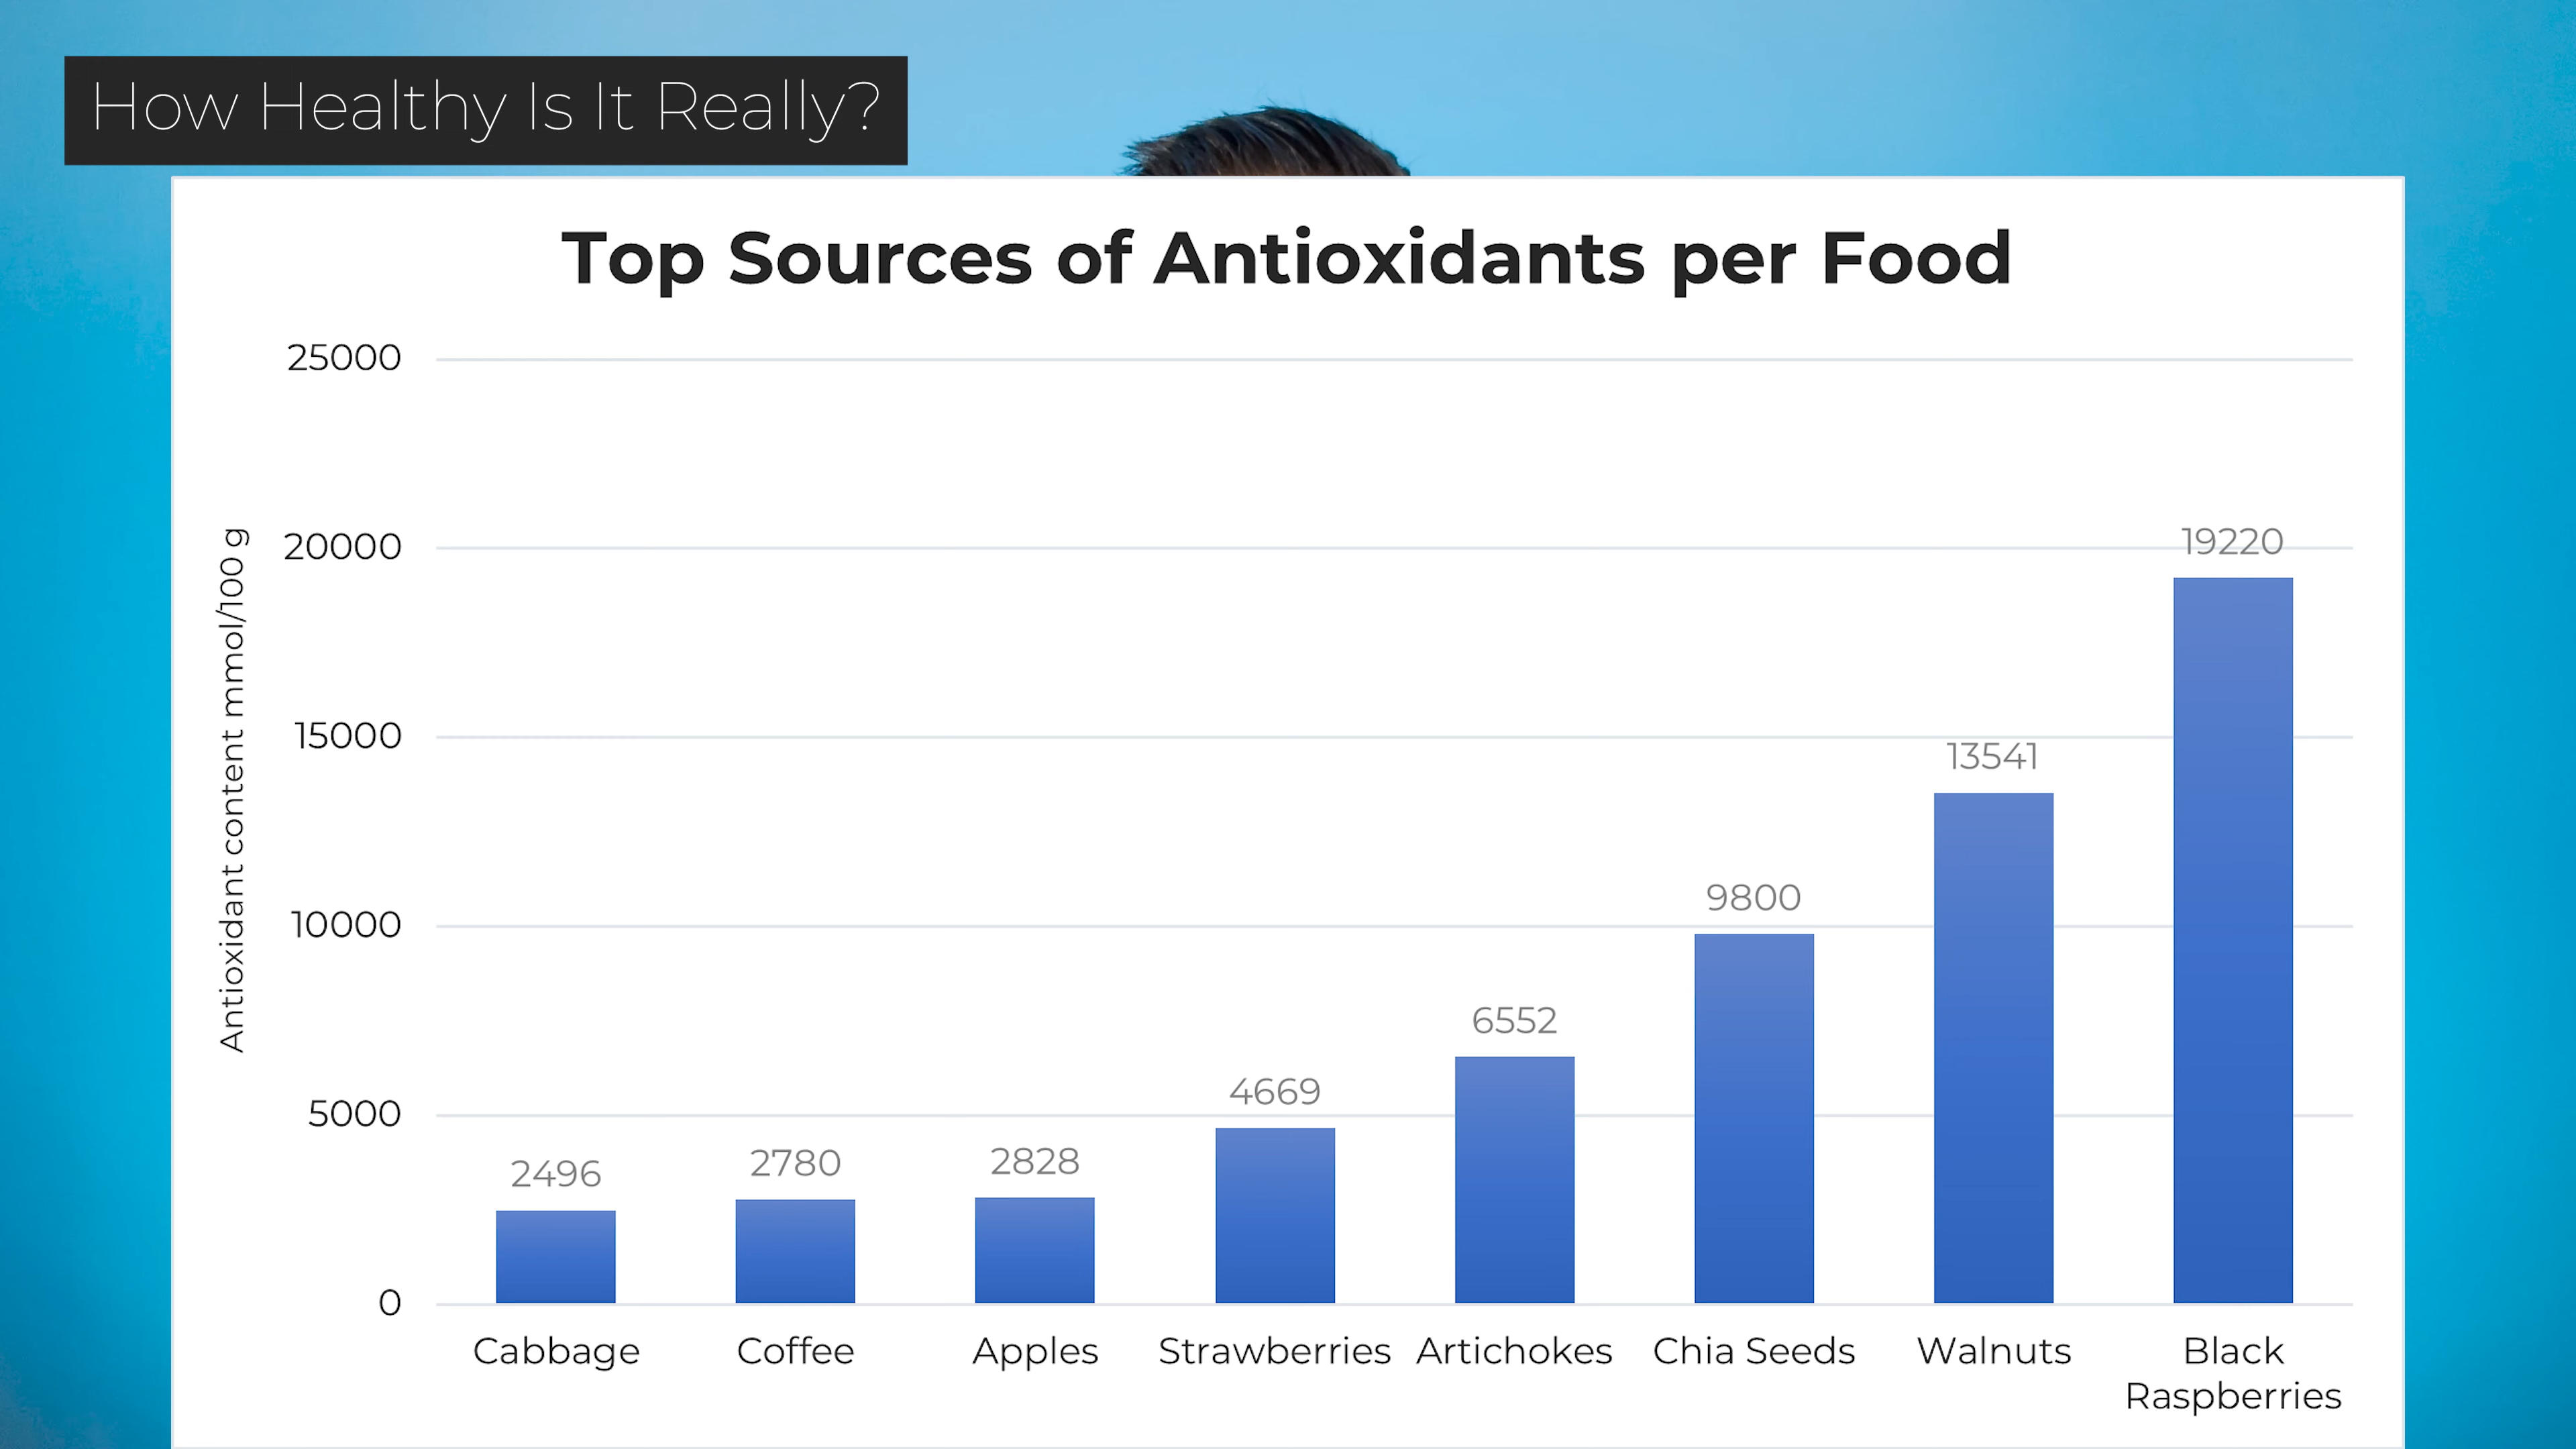 How Healthy Is It Really?
Top Sources of Antioxidants per Food
Antioxidant content mmol/100 g
25000
20000
15000
10000
5000
0
2496
2780
2828
4669
6552
9800
13541
19220
Cabbage
Coffee
Apples
Strawberries
Artichokes
Chia Seeds
Walnuts
Black
Raspberries